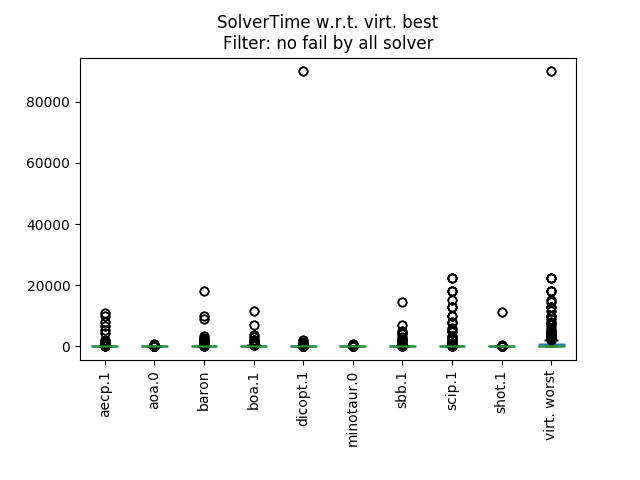 SolverTime w.r.t. virt. best
Filter: no fail by all solver
80000
60000
40000
20000
0
aecp.1
aoa.0
baron
boa.1
dicopt.1
minotaur.0
sbb.1
scip.1
shot.1
virt. worst